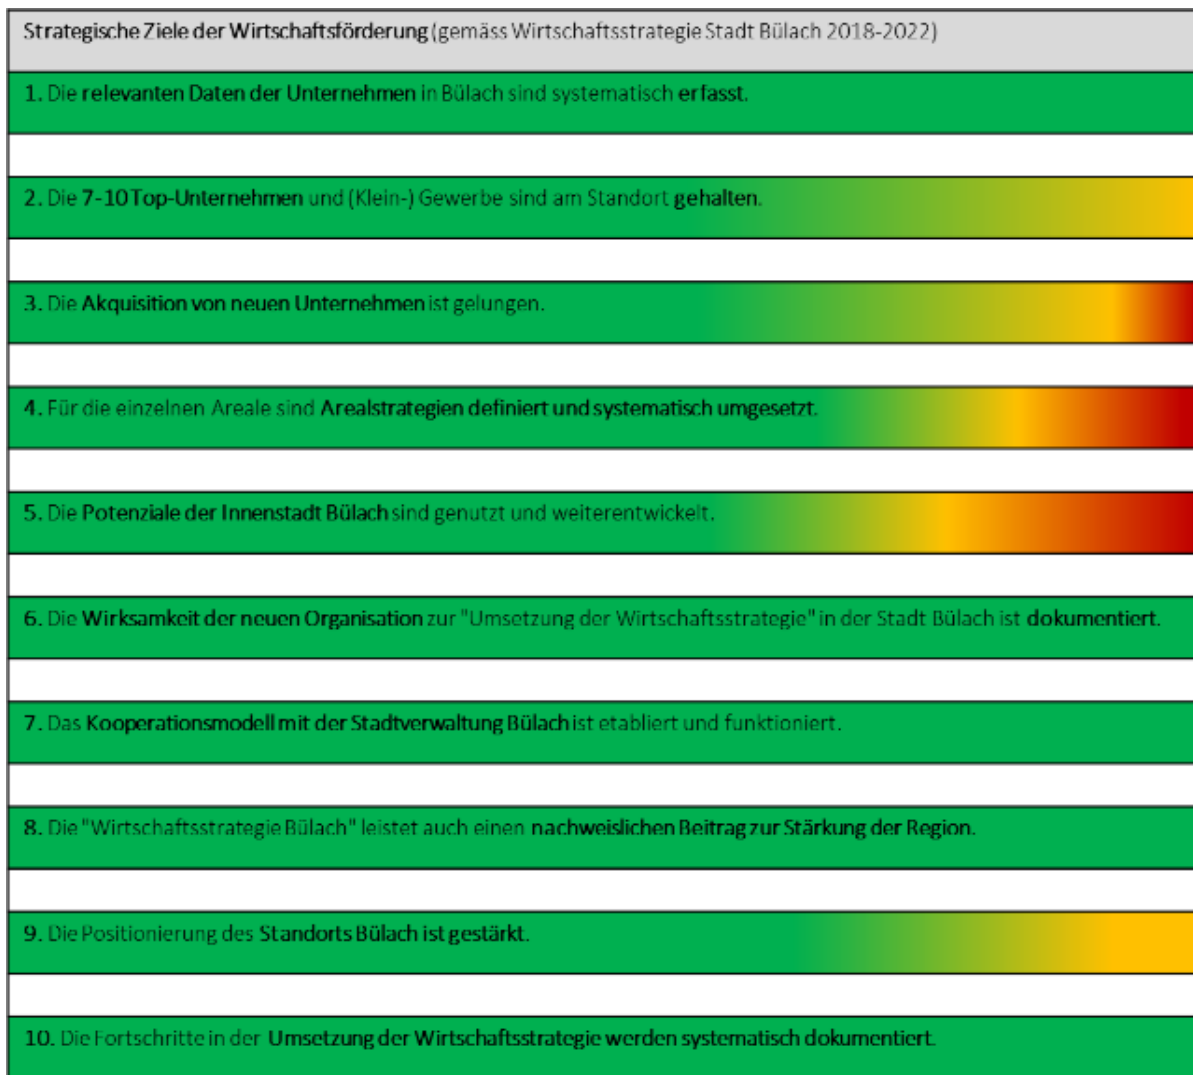 Strategische Ziele der Wirtschaftsförderung (gemäss Wirtschaftsstrategie Stadt Bülach 2018-2022)
1. Die relevanten Daten der Unternehmen in Bülach sind systematisch erfasst.
2. Die 7-10 Top-Unternehmen und (Klein-) Gewerbe sind am Standort gehalten.
3. Die Akquisition von neuen Unternehmen ist gelungen.
4. Für die einzelnen Areale sind Arealstrategien definiert und systematisch umgesetzt.
5. Die Potenziale der Innenstadt Bülach sind genutzt und weiterentwickelt.
6. Die Wirksamkeit der neuen Organisation zur "Umsetzung der Wirtschaftsstrategie" in der Stadt Bülach ist dokumentiert.
7. Das Kooperationsmodell mit der Stadtverwaltung Bülach ist etabliert und funktioniert.
8. Die "Wirtschaftsstrategie Bülach" leistet auch einen nachweislichen Beitrag zur Stärkung der Region.
9. Die Positionierung des Standorts Bülach ist gestärkt.
10. Die Fortschritte in der Umsetzung der Wirtschaftsstrategie werden systematisch dokumentiert.